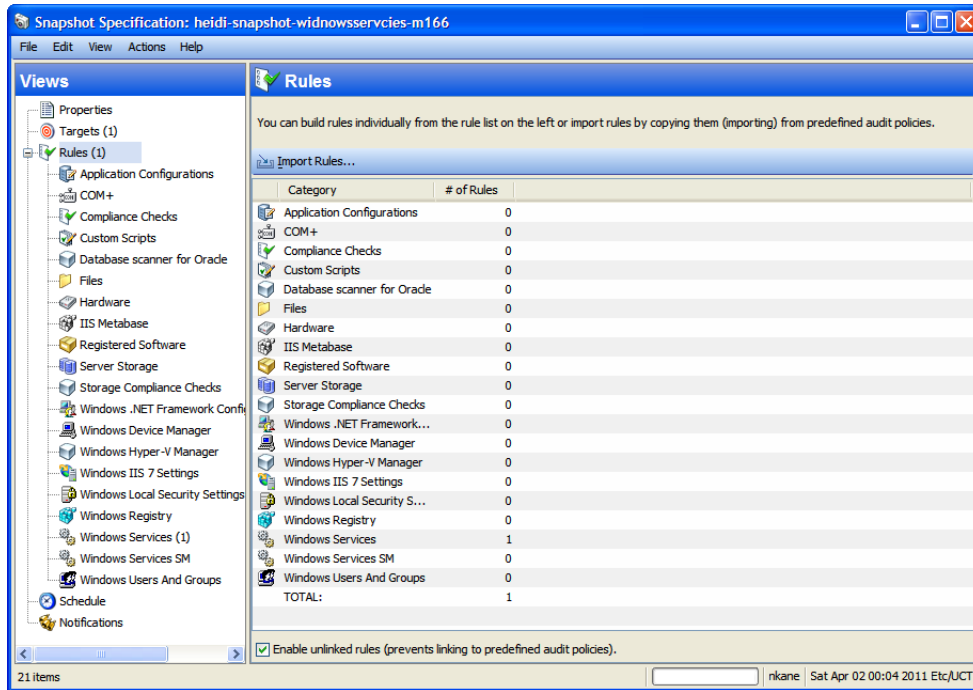 Snapshot Specification: heidi-snapshot-widnowsservcies-m166
File Edit View Actions Help
Views
Properties
Targets (1)
Rules (1)
Application Configurations
COM+
Compliance Checks
Custom Scripts
Database scanner for Oracle
Files
Hardware
IIS Metabase
Registered Software
Server Storage
Storage Compliance Checks
Windows .NET Framework Confi
Windows Device Manager
Windows Hyper-V Manager
Windows IIS 7 Settings
Windows Local Security Settings
Windows Registry
Windows Services (1)
Windows Services SM
Windows Users And Groups
Schedule
Notifications
Rules
You can build rules individually from the rule list on the left or import rules by copying them (importing) from predefined audit policies.
Import Rules...
Category # of Rules
Application Configurations 0
COM+ 0
Compliance Checks 0
Custom Scripts 0
Database scanner for Oracle 0
Files 0
Hardware 0
IIS Metabase 0
Registered Software 0
Server Storage 0
Storage Compliance Checks 0
Windows .NET Framework... 0
Windows Device Manager 0
Windows Hyper-V Manager 0
Windows IIS 7 Settings 0
Windows Local Security S... 0
Windows Registry 0
Windows Services 1
Windows Services SM 0
Windows Users And Groups 0
TOTAL: 1
Enable unlinked rules (prevents linking to predefined audit policies).
21 items
nkane Sat Apr 02 00:04 2011 Etc/UCT